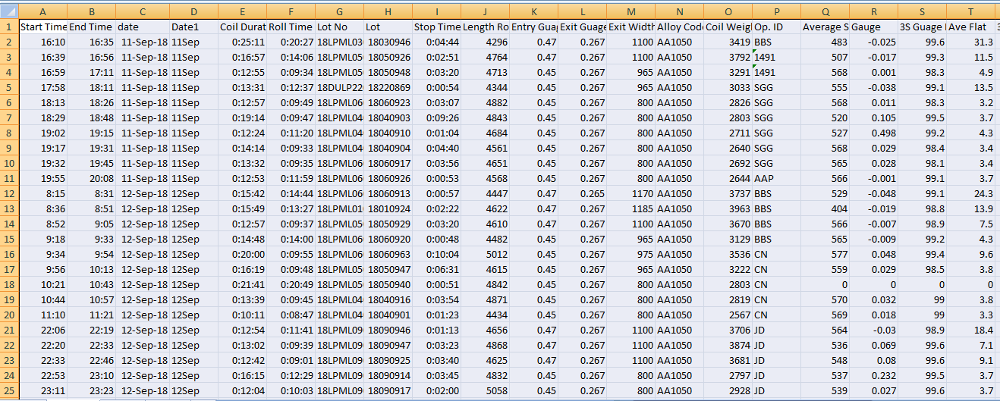 A B C D E F G H I J K L M N O P Q R S T
1 Start Time End Time date Date1 Coil Durat Roll Time Lot No Lot Stop Time Length Ro Entry Guag Exit Guage Exit Width Alloy Code Coil Weigl Op. ID Average S Gauge 3S Guage Ave Flat
2 16:10 16:35 11-Sep-18 11Sep 0:25:11 0:20:27 18LPML03 18030946 0:04:44 4296 0.47 0.267 1100 AA1050 3419 BBS 483 -0.025 99.6 31.3
3 16:39 16:56 11-Sep-18 11Sep 0:16:57 0:14:06 18LPML05 18050926 0:02:51 4764 0.47 0.267 1100 AA1050 3792 1491 507 -0.017 99.3 11.5
4 16:59 17:11 11-Sep-18 11Sep 0:12:55 0:09:34 18LPML05 18050948 0:03:20 4713 0.45 0.267 965 AA1050 3291 1491 568 0.001 98.3 4.9
5 17:58 18:11 11-Sep-18 11Sep 0:13:31 0:12:37 18DULP22 18220869 0:00:54 4344 0.45 0.267 965 AA1050 3033 SGG 555 -0.038 99.1 13.5
6 18:13 18:26 11-Sep-18 11Sep 0:12:57 0:09:49 18LPML06 18060923 0:03:07 4882 0.45 0.267 800 AA1050 2826 SGG 568 0.011 98.3 3.2
7 18:29 18:48 11-Sep-18 11Sep 0:19:14 0:09:47 18LPML04 18040903 0:09:26 4843 0.45 0.267 800 AA1050 2803 SGG 520 0.105 99.5 3.7
8 19:02 19:15 11-Sep-18 11Sep 0:12:24 0:11:20 18LPML04 18040910 0:01:04 4684 0.45 0.267 800 AA1050 2711 SGG 527 0.498 99.2 4.3
9 19:17 19:31 11-Sep-18 11Sep 0:14:14 0:09:33 18LPML04 18040904 0:04:40 4561 0.45 0.267 800 AA1050 2640 SGG 568 0.029 98.4 3.4
10 19:32 19:45 11-Sep-18 11Sep 0:13:32 0:09:35 18LPML06 18060917 0:03:56 4651 0.45 0.267 800 AA1050 2692 SGG 565 0.028 98.1 3.4
11 19:55 20:08 11-Sep-18 11Sep 0:12:53 0:11:59 18LPML06 18060926 0:00:53 4568 0.45 0.267 800 AA1050 2644 AAP 566 -0.001 99.1 3.7
12 8:15 8:31 12-Sep-18 12Sep 0:15:42 0:14:44 18LPML06 18060913 0:00:57 4447 0.47 0.265 1170 AA1050 3737 BBS 529 -0.048 99.1 24.3
13 8:36 8:51 12-Sep-18 12Sep 0:15:49 0:13:27 18LPML01 18010924 0:02:22 4622 0.47 0.267 1185 AA1050 3963 BBS 404 -0.019 98.8 13.9
14 8:52 9:05 12-Sep-18 12Sep 0:12:57 0:09:37 18LPML05 18050929 0:03:20 4610 0.47 0.267 1100 AA1050 3670 BBS 566 -0.007 98.9 7.5
15 9:18 9:33 12-Sep-18 12Sep 0:14:48 0:14:00 18LPML06 18060920 0:00:48 4482 0.45 0.267 965 AA1050 3129 BBS 565 -0.009 99.2 4.3
16 9:34 9:54 12-Sep-18 12Sep 0:20:00 0:09:55 18LPML06 18060963 0:10:04 5012 0.45 0.267 975 AA1050 3536 CN 577 0.048 99.4 9.6
17 9:56 10:13 12-Sep-18 12Sep 0:16:19 0:09:48 18LPML05 18050947 0:06:31 4615 0.45 0.267 965 AA1050 3222 CN 559 0.029 98.5 3.8
18 10:21 10:43 12-Sep-18 12Sep 0:21:41 0:20:49 18LPML05 18050940 0:00:51 4842 0.45 0.267 800 AA1050 2803 CN 0 0 0 0
19 10:44 10:57 12-Sep-18 12Sep 0:13:39 0:09:45 18LPML04 18040916 0:03:54 4871 0.45 0.267 800 AA1050 2819 CN 570 0.032 99 3.8
20 11:10 11:21 12-Sep-18 12Sep 0:10:11 0:08:47 18LPML04 18040901 0:01:23 4434 0.45 0.267 800 AA1050 2567 CN 569 0.018 99 3.3
21 22:06 22:19 12-Sep-18 12Sep 0:12:54 0:11:41 18LPML09 18090946 0:01:13 4656 0.47 0.267 1100 AA1050 3706 JD 564 -0.03 98.9 18.4
22 22:20 22:33 12-Sep-18 12Sep 0:13:02 0:09:39 18LPML09 18090947 0:03:23 4868 0.47 0.267 1100 AA1050 3874 JD 536 0.069 99.6 7.1
23 22:33 22:46 12-Sep-18 12Sep 0:12:42 0:09:01 18LPML09 18090925 0:03:40 4625 0.47 0.267 1100 AA1050 3681 JD 548 0.08 99.6 9.1
24 22:53 23:10 12-Sep-18 12Sep 0:16:15 0:12:29 18LPML09 18090914 0:03:45 4832 0.45 0.267 800 AA1050 2797 JD 537 0.232 99.5 3.7
25 23:11 23:23 12-Sep-18 12Sep 0:12:04 0:10:03 18LPML09 18090917 0:02:00 5058 0.45 0.267 800 AA1050 2928 JD 539 0.027 99.6 3.7